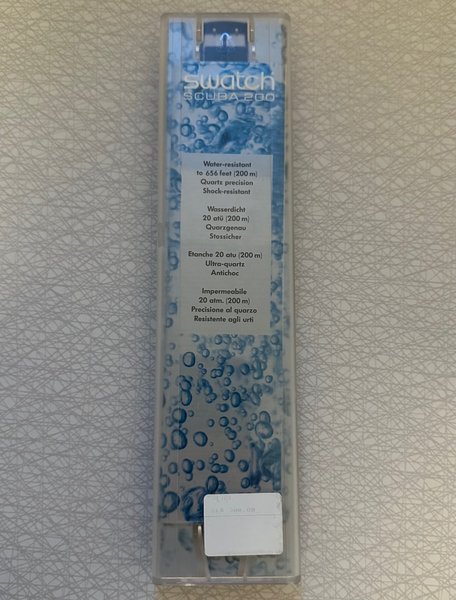 swatch
SCUBA 200
Water-resistant
to 656 feet (200 m)
Quartz precision
Shock-resistant
Wasserdicht
20 atü (200 m)
Quarzgenau
Stossicher
Etanche 20 atu (200 m)
Ultra-quartz
Antichoc
Impermeabile
20 atm. (200 m)
Precisione al quarzo
Resistente agli urti